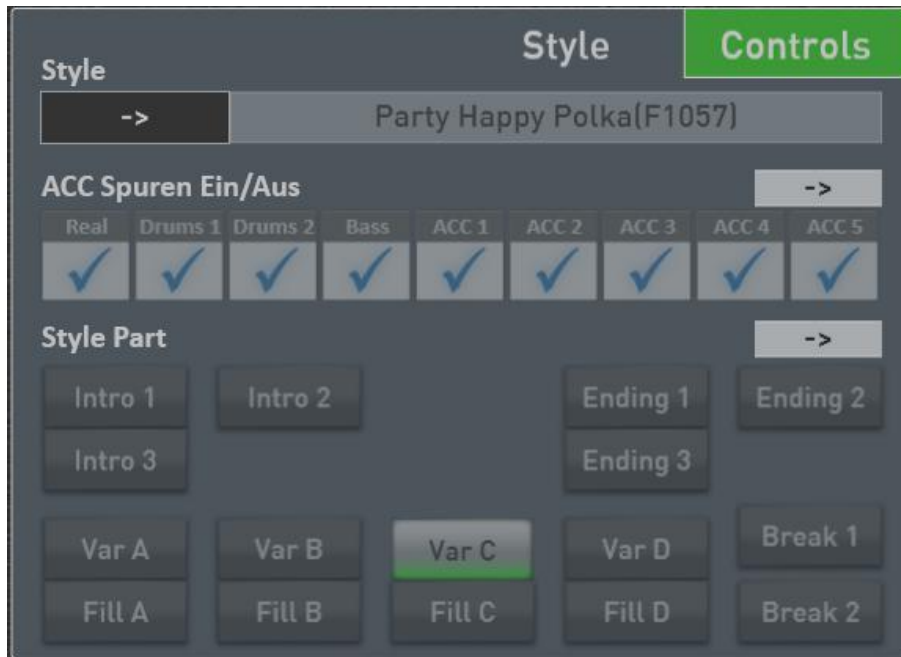 Style Controls
Style
-> Party Happy Polka(F1057)
ACC Spuren Ein/Aus ->
Real Drums 1 Drums 2 Bass ACC 1 ACC 2 ACC 3 ACC 4 ACC 5
Style Part ->
Intro 1 Intro 2 Ending 1 Ending 2
Intro 3 Ending 3
Var A Var B Var C Var D Break 1
Fill A Fill B Fill C Fill D Break 2